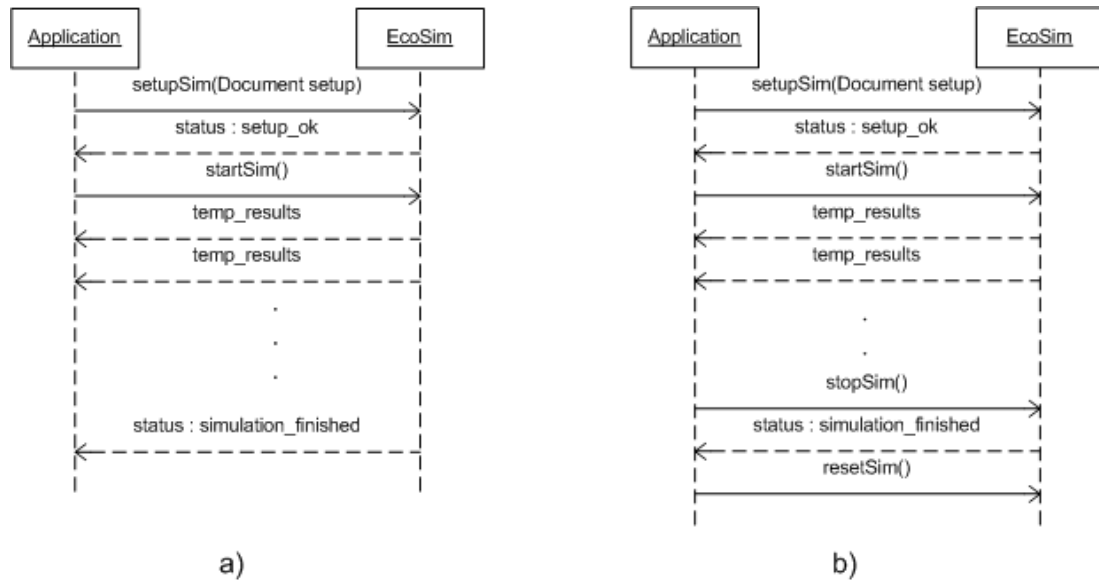 Application
EcoSim
setupSim(Document setup)
status : setup_ok
startSim()
temp_results
temp_results
.
.
.
status : simulation_finished
a)
Application
EcoSim
setupSim(Document setup)
status : setup_ok
startSim()
temp_results
temp_results
.
.
stopSim()
status : simulation_finished
resetSim()
b)